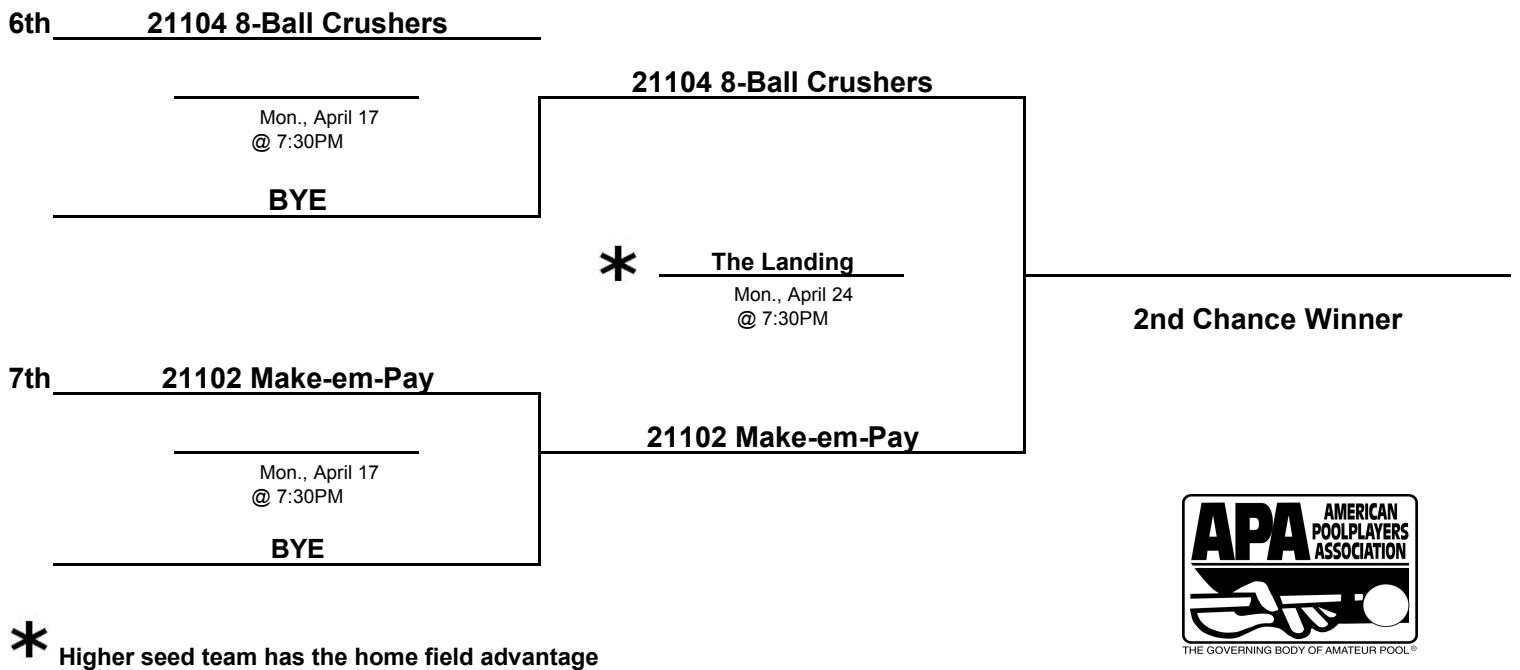 6th 21104 8-Ball Crushers
21104 8-Ball Crushers
Mon., April 17
@ 7:30PM
BYE
* The Landing
Mon., April 24
@ 7:30PM
2nd Chance Winner
7th 21102 Make-em-Pay
21102 Make-em-Pay
Mon., April 17
@ 7:30PM
BYE
APA AMERICAN
POOLPLAYERS
ASSOCIATION
THE GOVERNING BODY OF AMATEUR POOL®
* Higher seed team has the home field advantage